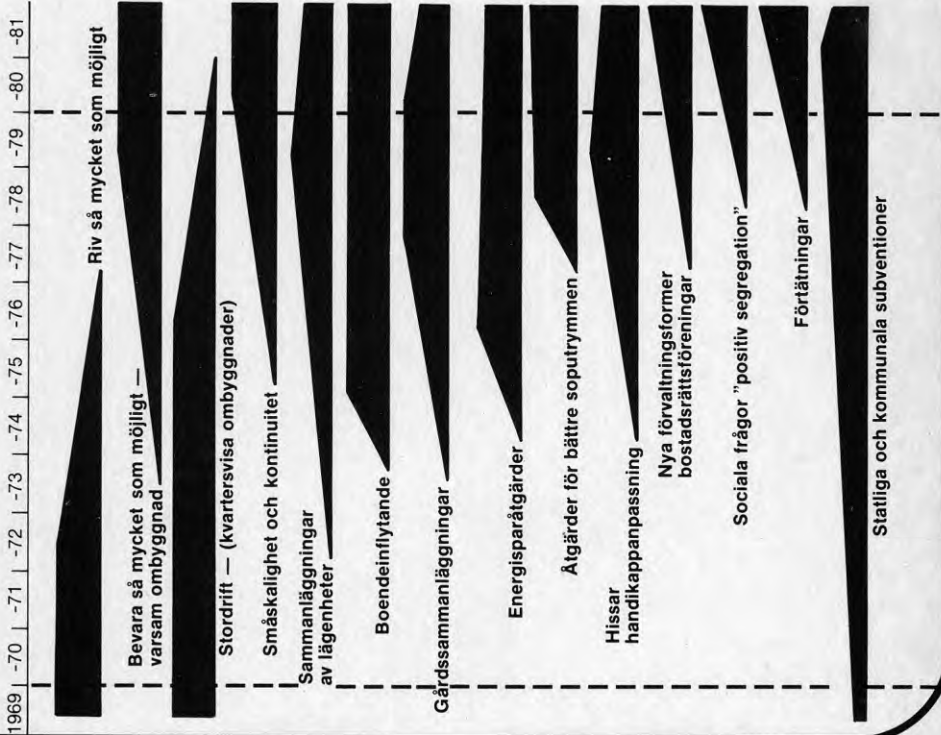 1969 | -70 | -71 | -72 | -73 | -74 | -75 | -76 | -77 | -78 | -79 | -80 | -81
Riv så mycket som möjligt
Bevara så mycket som möjligt —
varsam ombyggnad
Stordrift — (kvartersvisa ombyggnader)
Småskalighet och kontinuitet
Sammanläggningar
av lägenheter
Boendeinflytande
Gårdssammanläggningar
Energisparåtgärder
Åtgärder för bättre soputrymmen
Hissar
handikappanpassning
Nya förvaltningsformer
bostadsrättsföreningar
Sociala frågor "positiv segregation"
Förtätningar
Statliga och kommunala subventioner